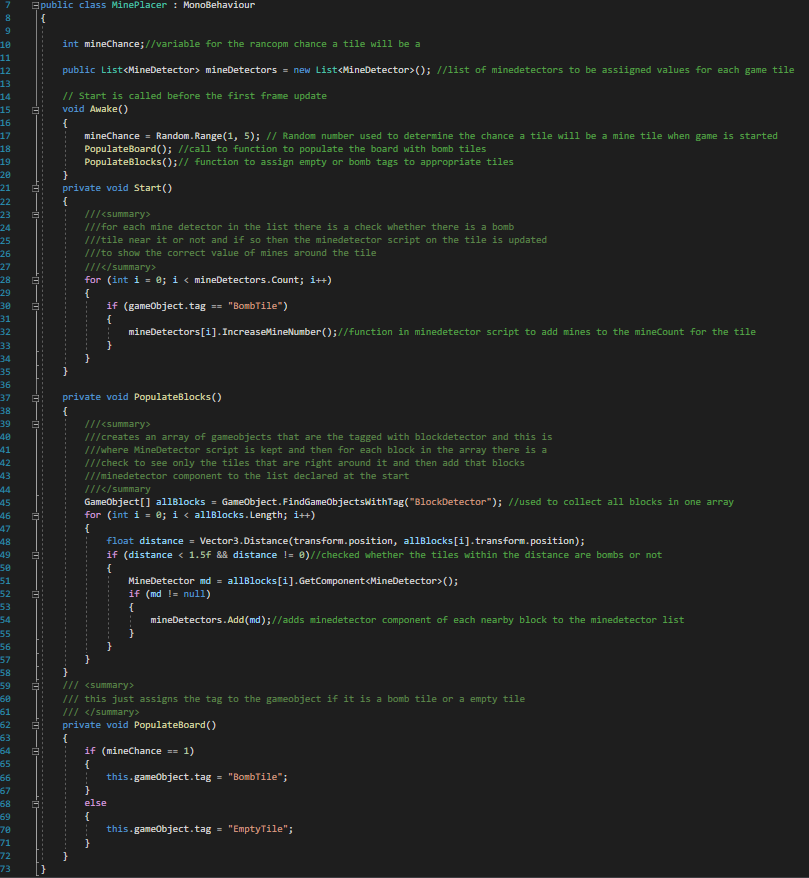 7 public class MinePlacer : MonoBehaviour
8 {
9
10 int mineChance;//variable for the rancopm chance a tile will be a
11
12 public List<MineDetector> mineDetectors = new List<MineDetector>(); //list of minedetectors to be assiigned values for each game tile
13
14 // Start is called before the first frame update
15 void Awake()
16 {
17 mineChance = Random.Range(1, 5); // Random number used to determine the chance a tile will be a mine tile when game is started
18 PopulateBoard(); //call to function to populate the board with bomb tiles
19 PopulateBlocks();// function to assign empty or bomb tags to appropriate tiles
20 }
21 private void Start()
22 {
23 ///<summary>
24 ///for each mine detector in the list there is a check whether there is a bomb
25 ///tile near it or not and if so then the minedetector script on the tile is updated
26 ///to show the correct value of mines around the tile
27 ///</summary>
28 for (int i = 0; i < mineDetectors.Count; i++)
29 {
30 if (gameObject.tag == "BombTile")
31 {
32 mineDetectors[i].IncreaseMineNumber();//function in minedetector script to add mines to the mineCount for the tile
33 }
34 }
35 }
36
37 private void PopulateBlocks()
38 {
39 ///<summary>
40 ///creates an array of gameobjects that are the tagged with blockdetector and this is
41 ///where MineDetector script is kept and then for each block in the array there is a
42 ///check to see only the tiles that are right around it and then add that blocks
43 ///minedetector component to the list declared at the start
44 ///</summary
45 GameObject[] allBlocks = GameObject.FindGameObjectsWithTag("BlockDetector"); //used to collect all blocks in one array
46 for (int i = 0; i < allBlocks.Length; i++)
47 {
48 float distance = Vector3.Distance(transform.position, allBlocks[i].transform.position);
49 if (distance < 1.5f && distance != 0)//checked whether the tiles within the distance are bombs or not
50 {
51 MineDetector md = allBlocks[i].GetComponent<MineDetector>();
52 if (md != null)
53 {
54 mineDetectors.Add(md);//adds minedetector component of each nearby block to the minedetector list
55 }
56 }
57 }
58 }
59 /// <summary>
60 /// this just assigns the tag to the gameobject if it is a bomb tile or a empty tile
61 /// </summary>
62 private void PopulateBoard()
63 {
64 if (mineChance == 1)
65 {
66 this.gameObject.tag = "BombTile";
67 }
68 else
69 {
70 this.gameObject.tag = "EmptyTile";
71 }
72 }
73 }